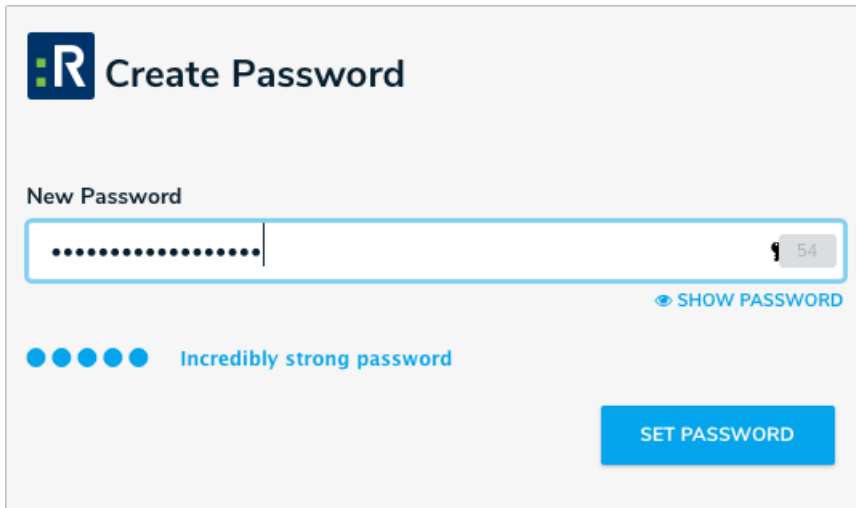 :R Create Password
New Password
•••••••••••••••••• 54
SHOW PASSWORD
Incredibly strong password
SET PASSWORD